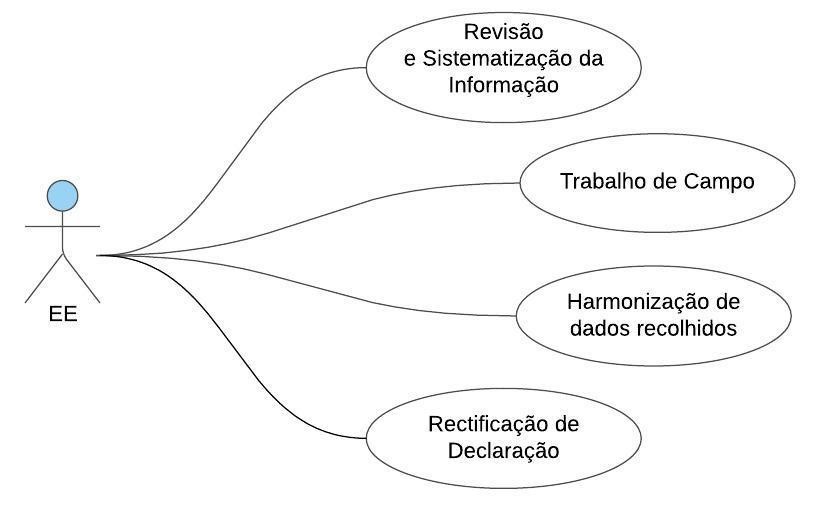 Revisão
e Sistematização da
Informação
Trabalho de Campo
EE
Harmonização de
dados recolhidos
Rectificação de
Declaração